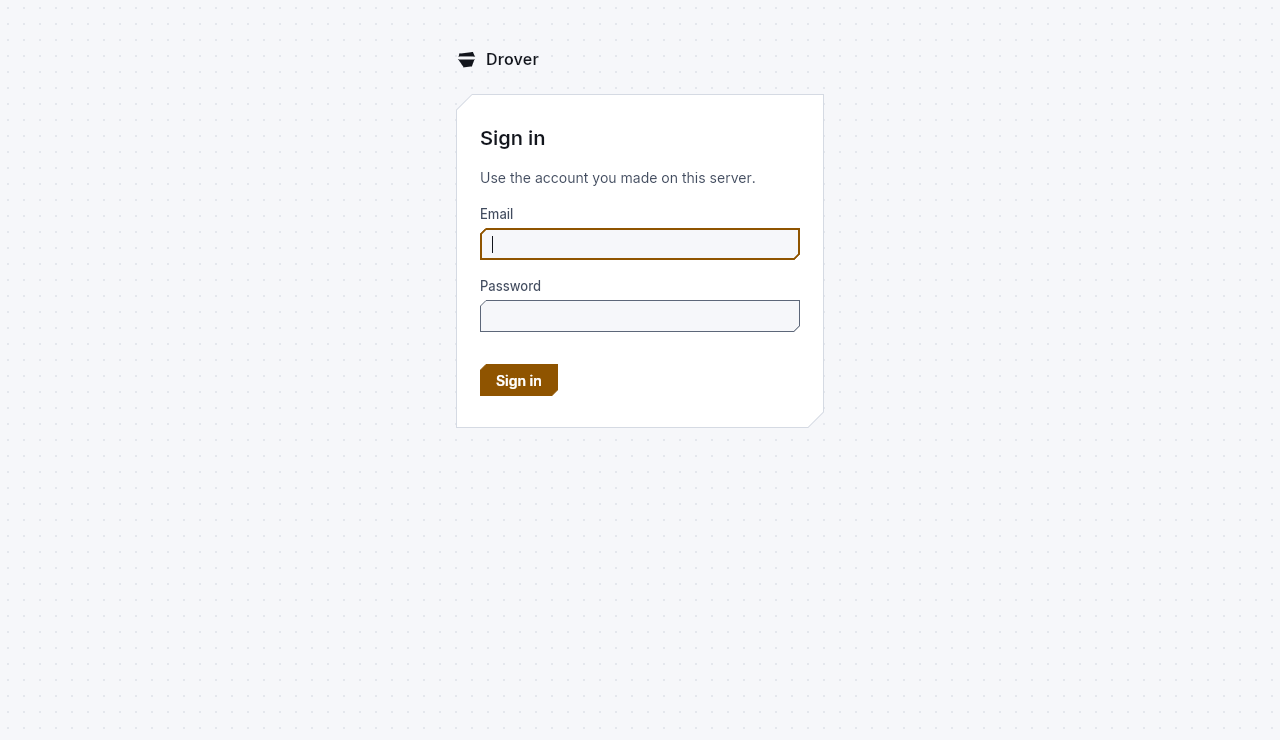 Drover
Sign in
Use the account you made on this server.
Email
Password
Sign in